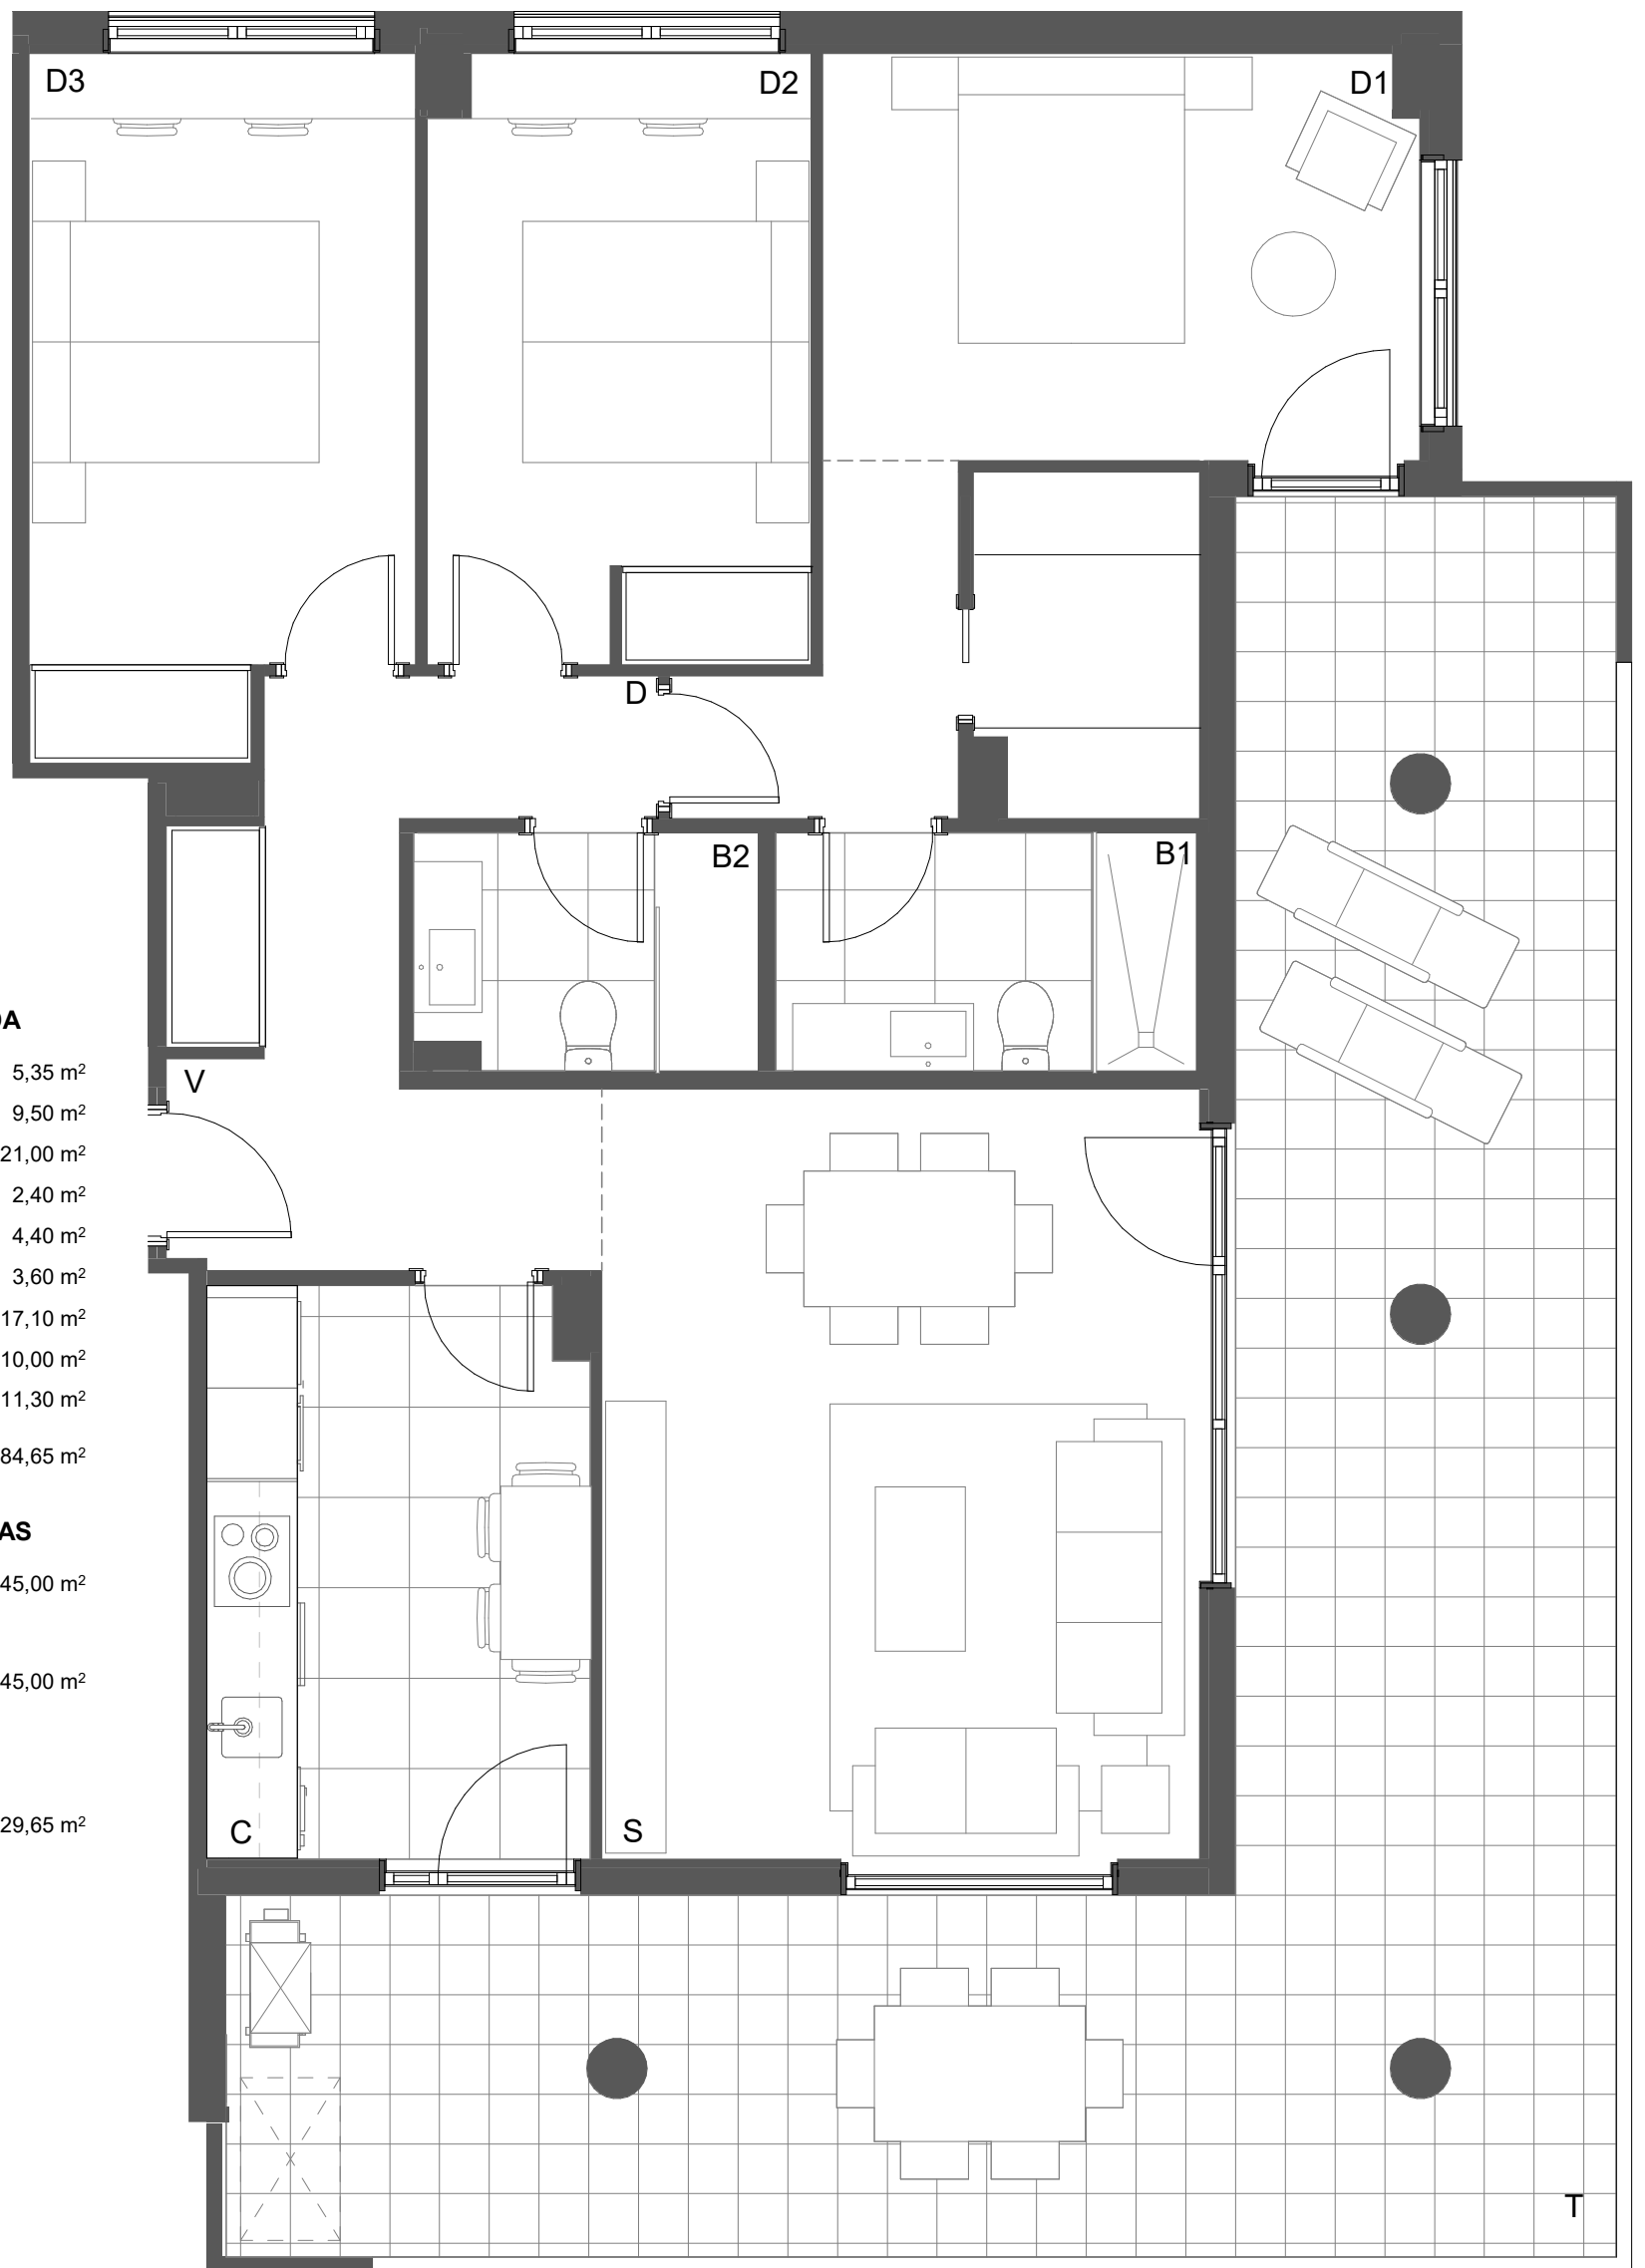 D3
D2
D1
D
B2
B1
DA
V
5,35 m²
9,50 m²
21,00 m²
2,40 m²
4,40 m²
3,60 m²
17,10 m²
10,00 m²
11,30 m²
84,65 m²
AS
45,00 m²
45,00 m²
29,65 m²
C
S
T